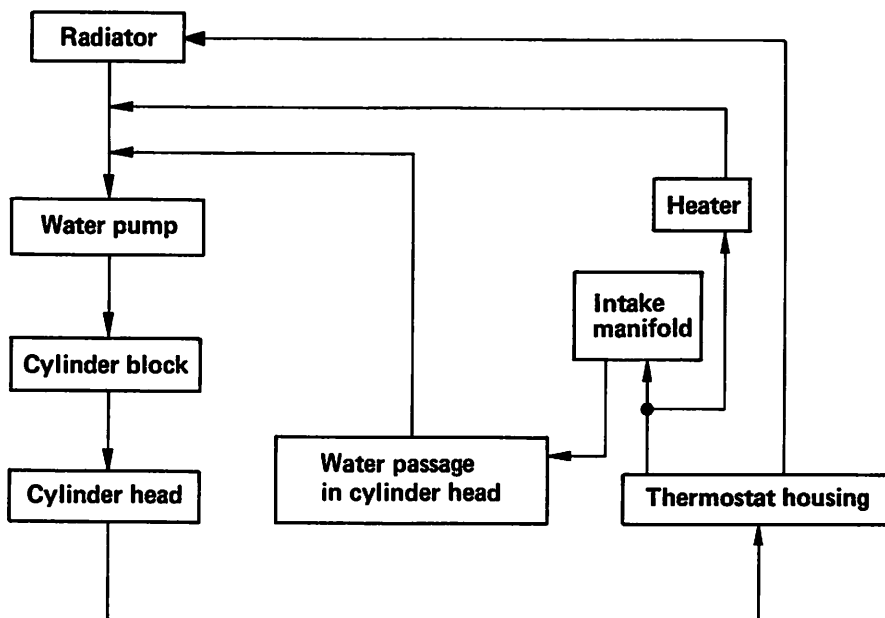 Radiator
Water pump
Heater
Intake
manifold
Cylinder block
Water passage
in cylinder head
Cylinder head
Thermostat housing